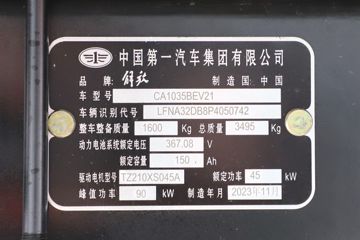 中国第一汽车集团有限公司
品牌: 解放 制造国: 中国
车型号 CA1035BEV21
车辆识别代号 LFNA32DB8P4050742
整车整备质量 1600 Kg 总质量 3495 Kg
动力电池系统额定电压 367.08 V
额定容量 150 Ah
驱动电机型号 TZ210XS045A 额定功率 45 kW
峰值功率 90 kW 制造年月 2023年11月